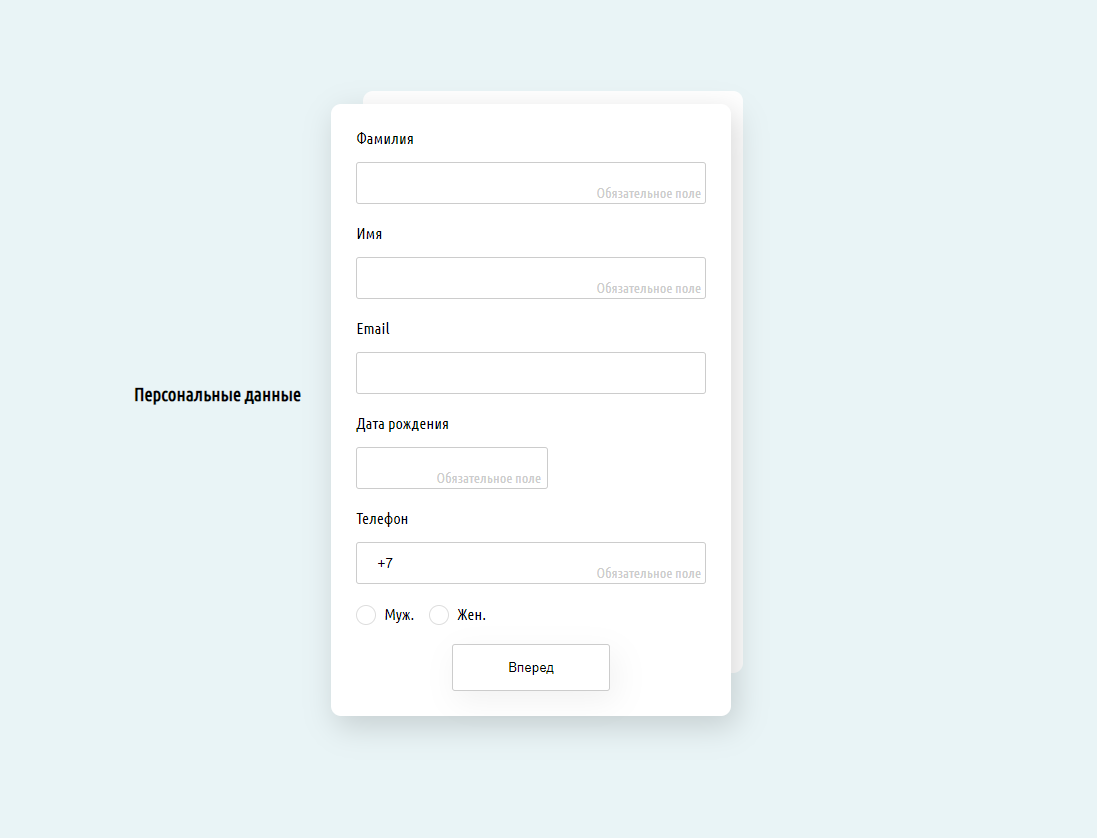 Фамилия
Обязательное поле
Имя
Обязательное поле
Email
Персональные данные
Дата рождения
Обязательное поле
Телефон
+7 Обязательное поле
Муж. Жен.
Вперед